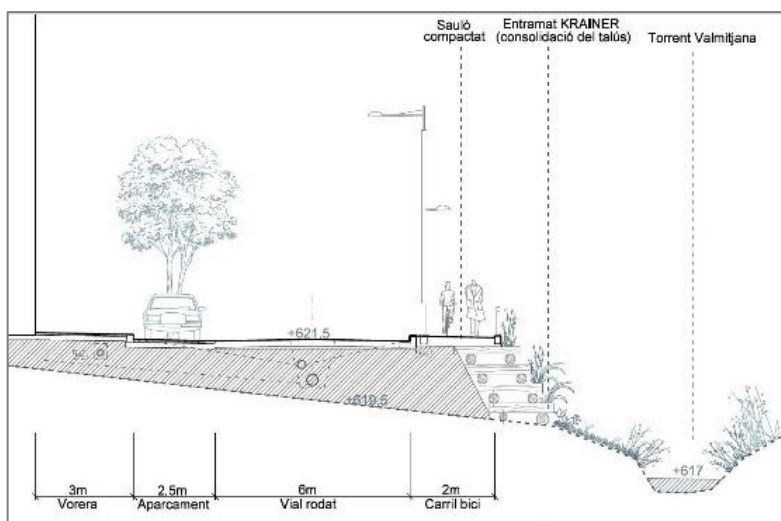 Sauló
compactat
Entramat KRAINER
(consolidació del talús)
Torrent Valmitjana
+621.5
+619.5
+617
3m
Vorera
2.5m
Aparcament
6m
Vial rodat
2m
Carril bici